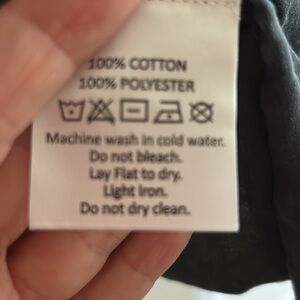 100% COTTON
100% POLYESTER
Machine wash in cold water.
Do not bleach.
Lay Flat to dry.
Light Iron.
Do not dry clean.